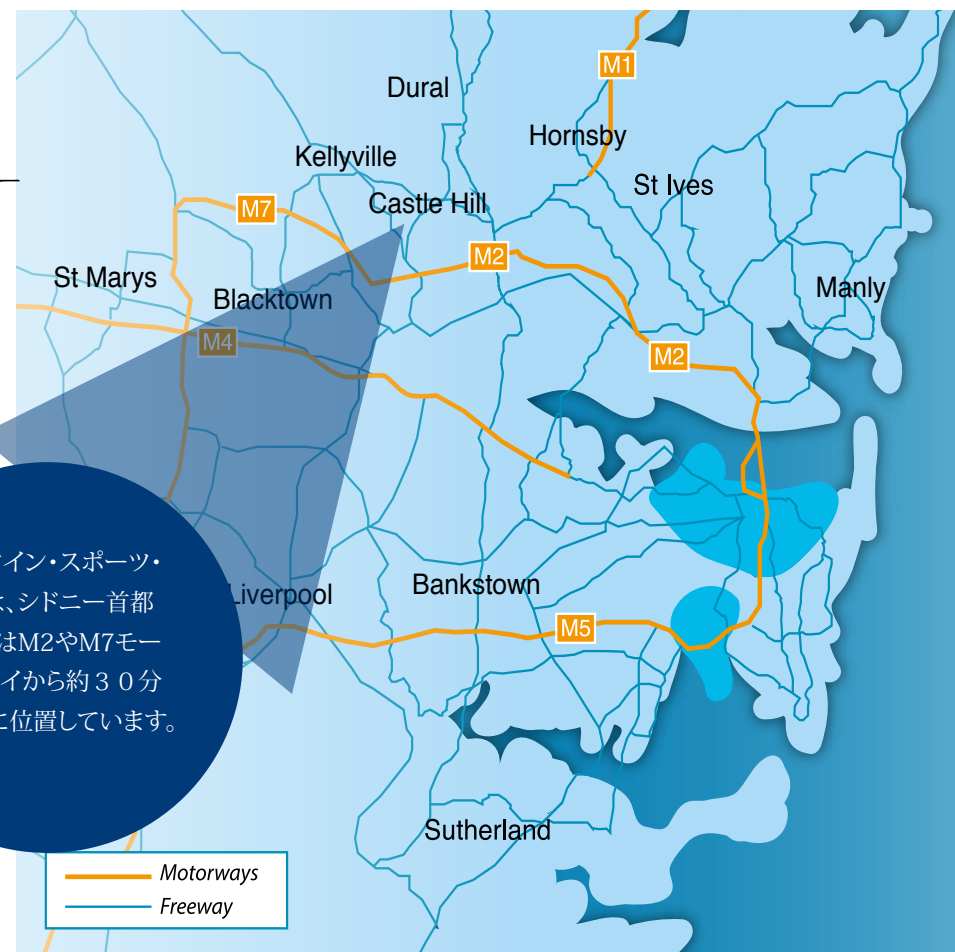 M1
Dural
Hornsby
Kellyville
St Ives
Castle Hill
M7
M2
St Marys
Blacktown
Manly
M4
M2
イン・スポーツ・
、シドニー首都
はM2やM7モー
イから約３０分
に位置しています。
Liverpool
Bankstown
M5
Sutherland
Motorways
Freeway